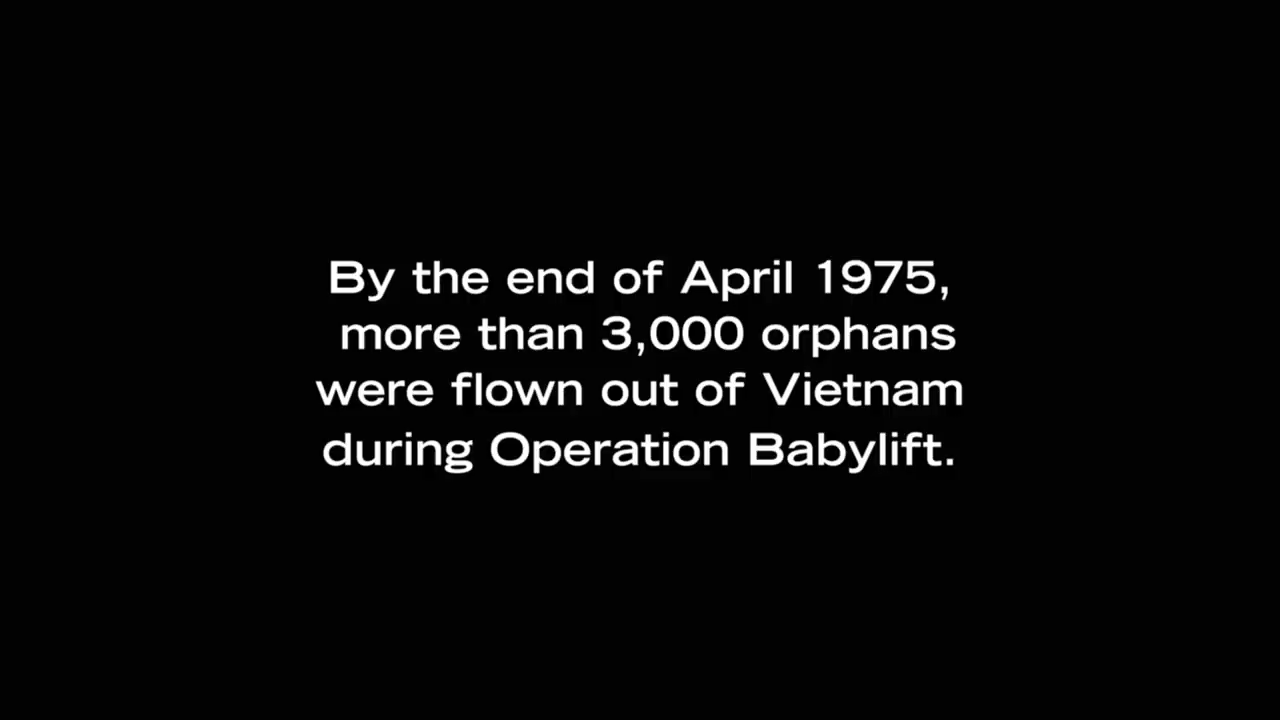 By the end of April 1975,
more than 3,000 orphans
were flown out of Vietnam
during Operation Babylift.